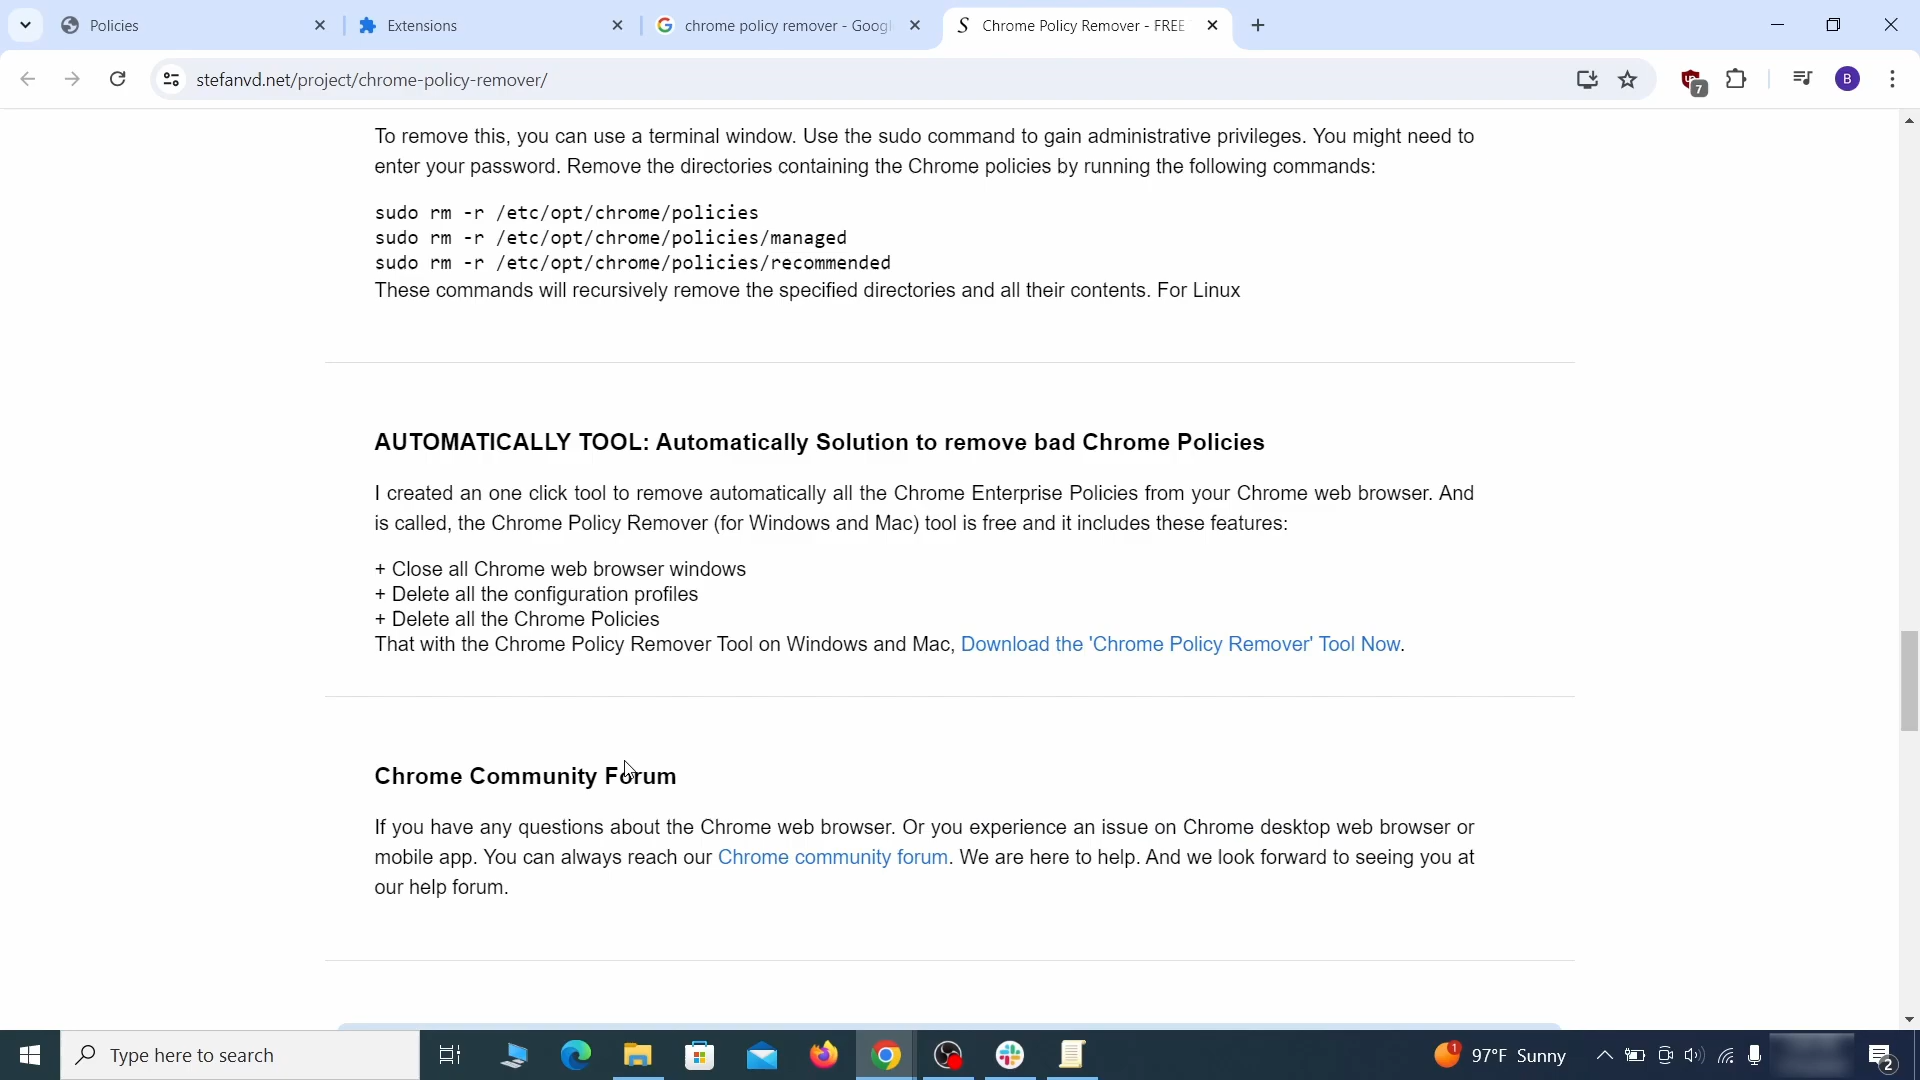 Policies
Extensions
chrome policy remover - Googl
Chrome Policy Remover - FREE
stefanvd.net/project/chrome-policy-remover/
7
B
To remove this, you can use a terminal window. Use the sudo command to gain administrative privileges. You might need to
enter your password. Remove the directories containing the Chrome policies by running the following commands:
sudo rm -r /etc/opt/chrome/policies
sudo rm -r /etc/opt/chrome/policies/managed
sudo rm -r /etc/opt/chrome/policies/recommended
These commands will recursively remove the specified directories and all their contents. For Linux
AUTOMATICALLY TOOL: Automatically Solution to remove bad Chrome Policies
I created an one click tool to remove automatically all the Chrome Enterprise Policies from your Chrome web browser. And
is called, the Chrome Policy Remover (for Windows and Mac) tool is free and it includes these features:
+ Close all Chrome web browser windows
+ Delete all the configuration profiles
+ Delete all the Chrome Policies
That with the Chrome Policy Remover Tool on Windows and Mac, Download the 'Chrome Policy Remover' Tool Now.
Chrome Community Forum
If you have any questions about the Chrome web browser. Or you experience an issue on Chrome desktop web browser or
mobile app. You can always reach our Chrome community forum. We are here to help. And we look forward to seeing you at
our help forum.
Type here to search
1
97°F Sunny
2